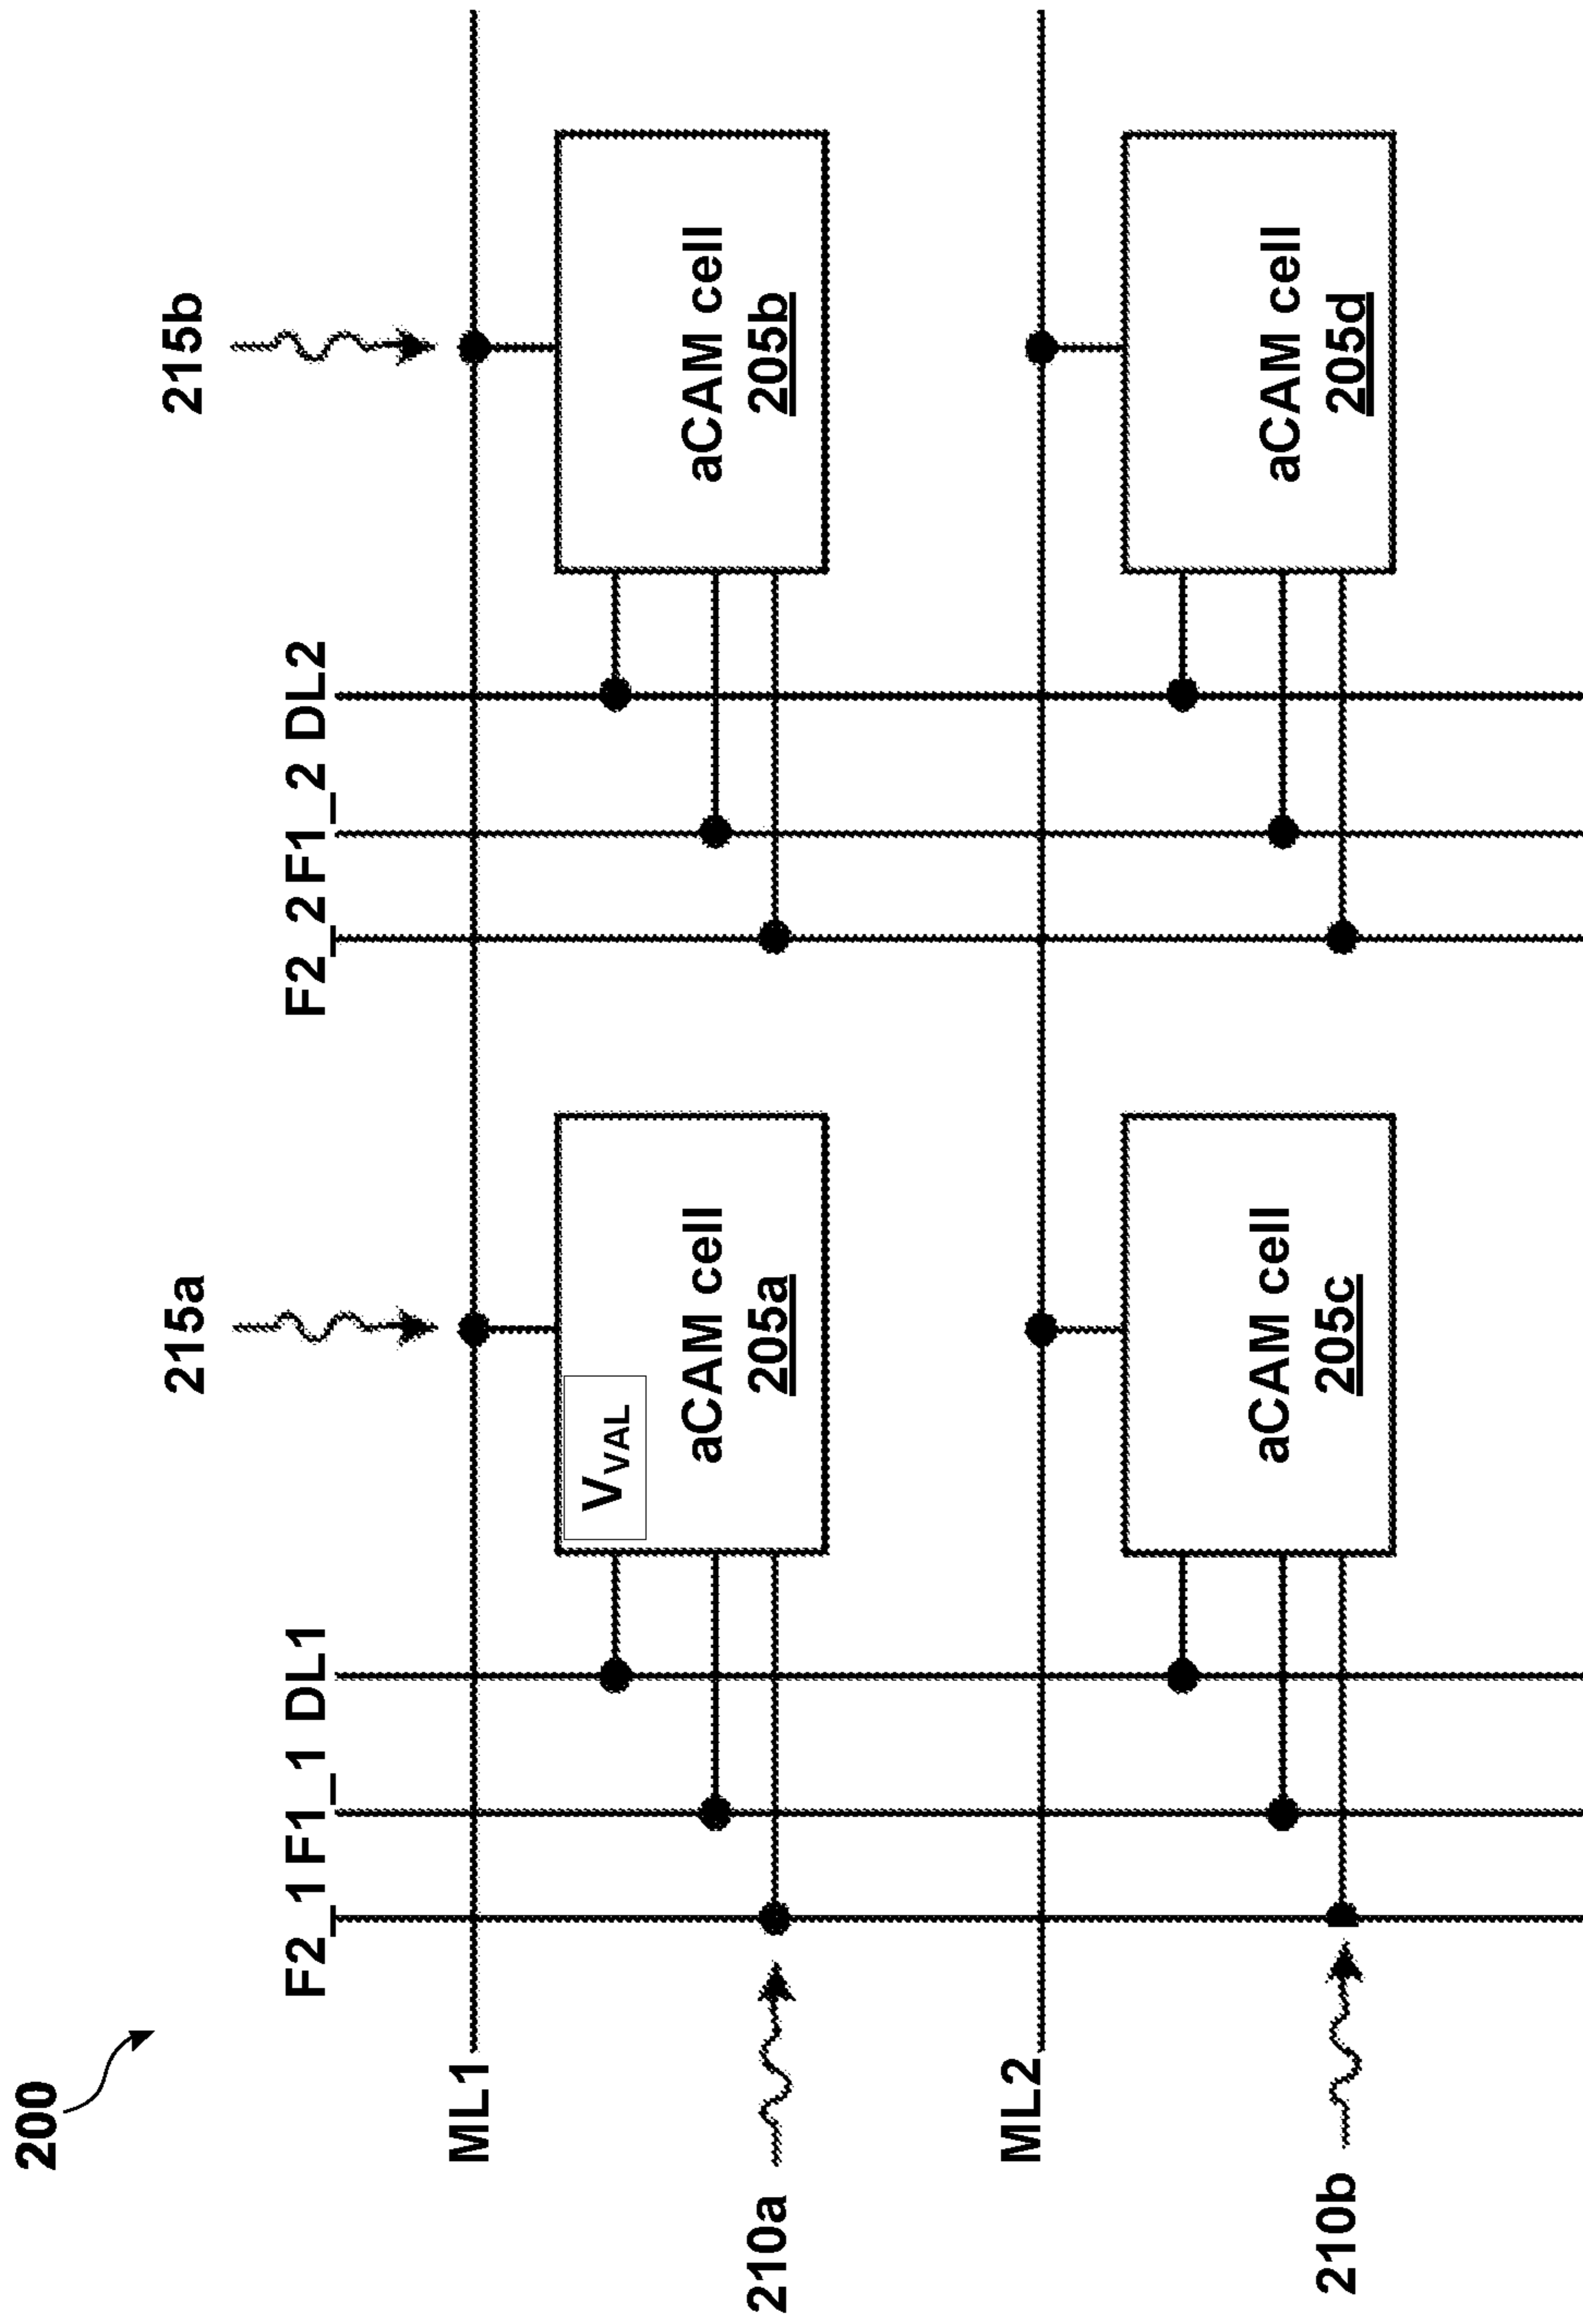 200
215a
215b
F2_1 F1_1 DL1
F2_2 F1_2 DL2
ML1
VVAL
aCAM cell
205a
aCAM cell
205b
210a
ML2
aCAM cell
205c
aCAM cell
205d
210b